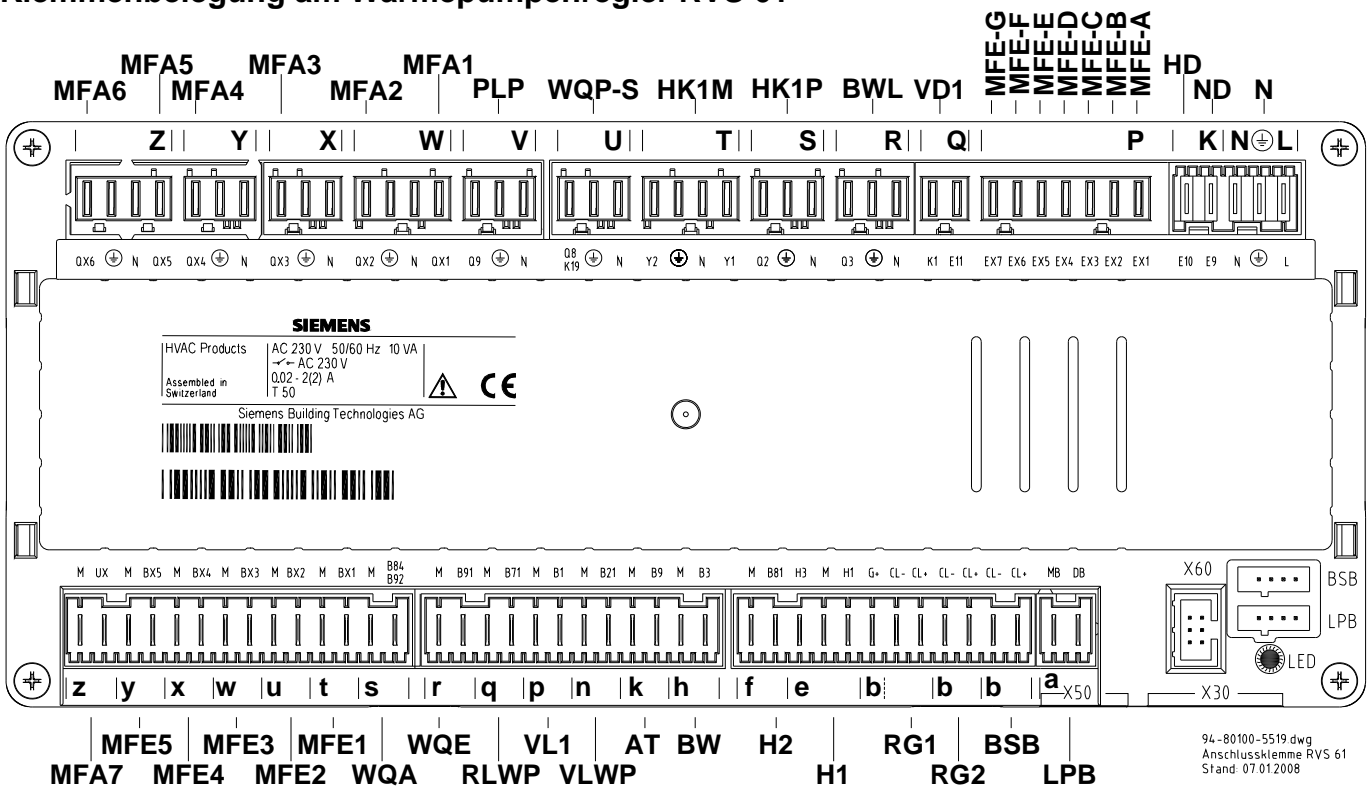 Klemmenbelegung am Wärmepumpenregler RVS 61
MFE-G MFE-F MFE-E MFE-D MFE-C MFE-B MFE-A
MFA5 MFA3 MFA1 HD
MFA6 MFA4 MFA2 PLP WQP-S HK1M HK1P BWL VD1 ND N
Z Y X W V U T S R Q P K N L
QX6 N QX5 QX4 N QX3 N QX2 N QX1 Q9 N Q8 K19 N Y2 N Y1 Q2 N Q3 N K1 E11 EX7 EX6 EX5 EX4 EX3 EX2 EX1 E10 E9 N L
SIEMENS
HVAC Products AC 230 V 50/60 Hz 10 VA
AC 230 V
Assembled in 0.02 - 2(2) A
Switzerland T 50
CE
Siemens Building Technologies AG
M UX M BX5 M BX4 M BX3 M BX2 M BX1 M B84 B92 M B91 M B71 M B1 M B21 M B9 M B3 M B81 H3 M H1 G+ CL- CL+ CL- CL+ CL- CL+ MB DB
X60 BSB
LPB
LED
z y x w u t s r q p n k h f e b b b a X50 X30
MFE5 MFE3 MFE1 WQE VL1 AT BW H2 RG1 BSB
MFA7 MFE4 MFE2 WQA RLWP VLWP H1 RG2 LPB
94-80100-5519.dwg
Anschlussklemme RVS 61
Stand: 07.01.2008